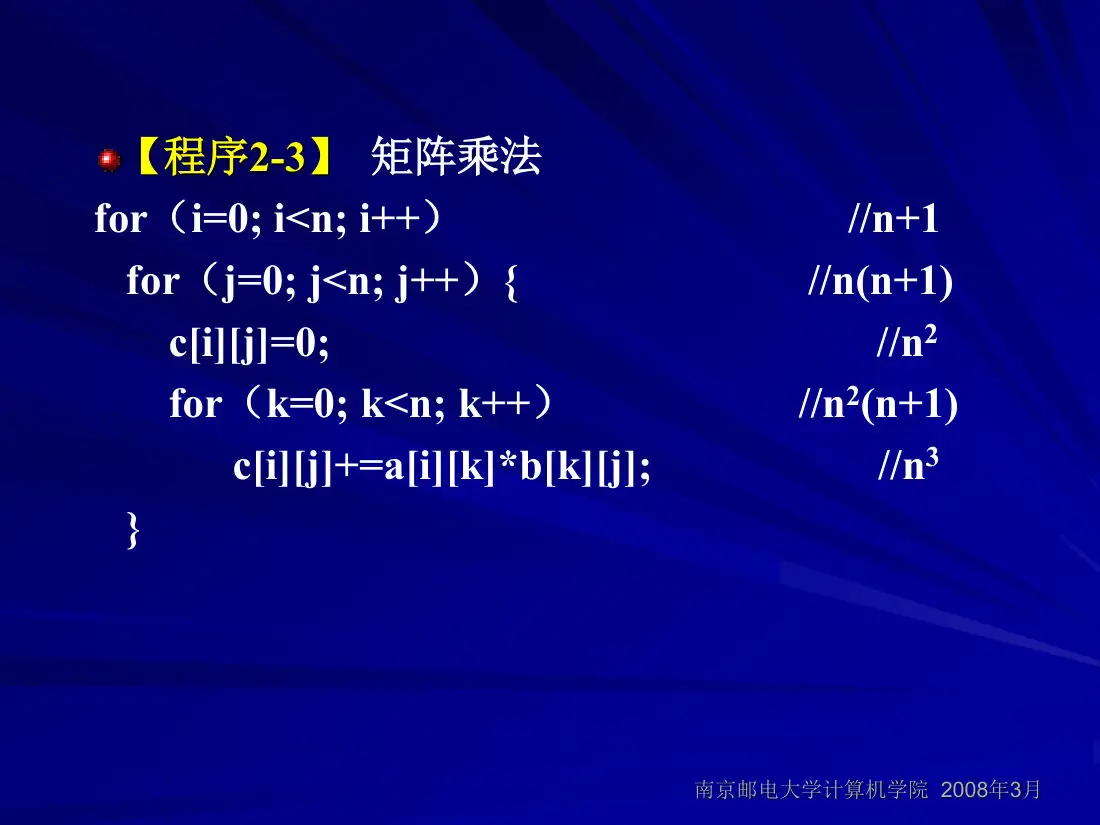 【程序2-3】 矩阵乘法
for（i=0; i<n; i++） //n+1
for（j=0; j<n; j++）{ //n(n+1)
c[i][j]=0; //n²
for（k=0; k<n; k++） //n²(n+1)
c[i][j]+=a[i][k]*b[k][j]; //n³
}
南京邮电大学计算机学院 2008年3月